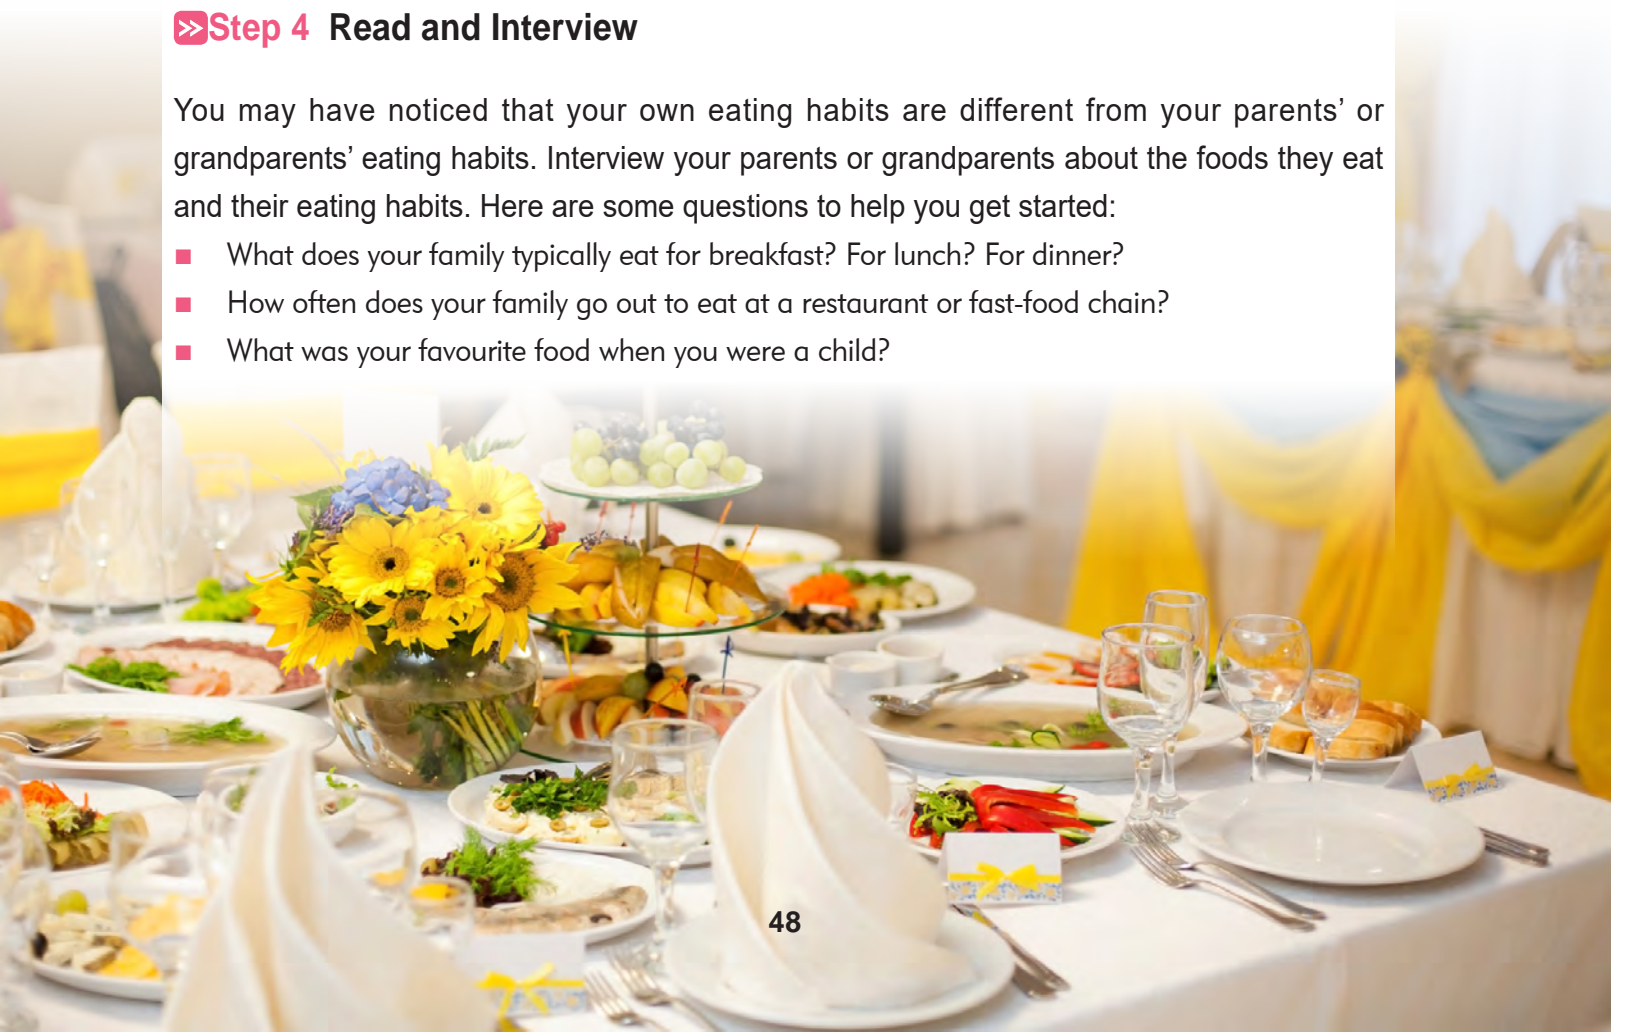 Step 4 Read and Interview
You may have noticed that your own eating habits are different from your parents’ or
grandparents’ eating habits. Interview your parents or grandparents about the foods they eat
and their eating habits. Here are some questions to help you get started:
■ What does your family typically eat for breakfast? For lunch? For dinner?
■ How often does your family go out to eat at a restaurant or fast-food chain?
■ What was your favourite food when you were a child?
48